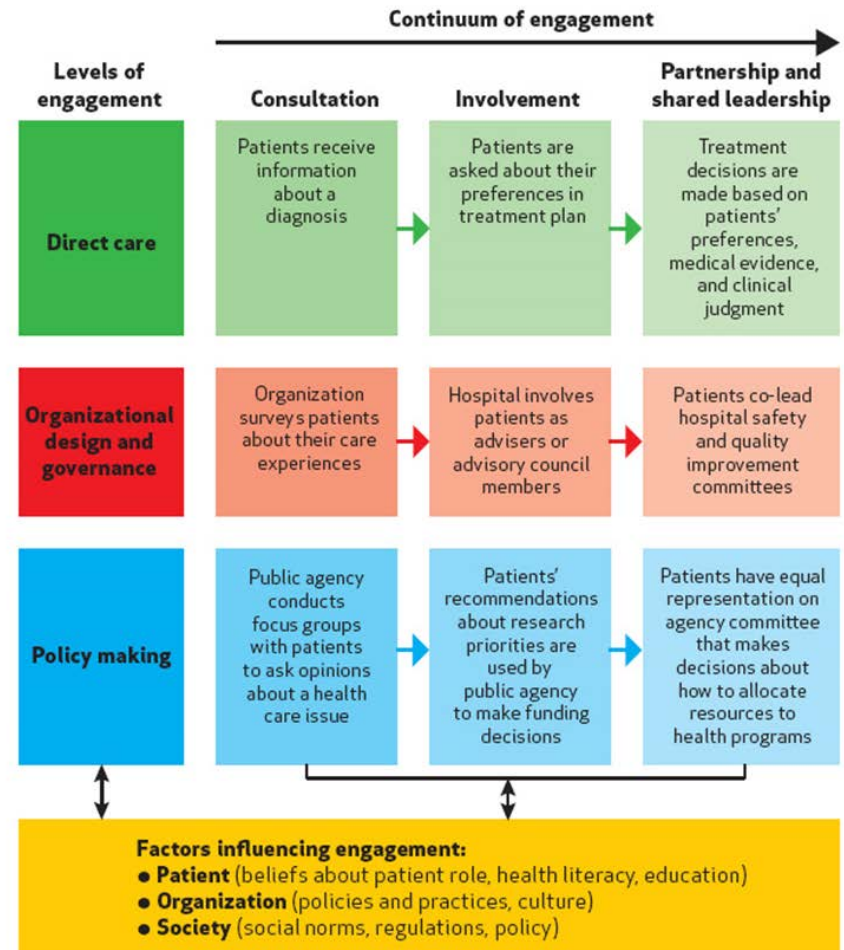 Continuum of engagement
Levels of
engagement
Consultation
Involvement
Partnership and
shared leadership
Direct care
Patients receive
information
about a
diagnosis
Patients are
asked about their
preferences in
treatment plan
Treatment
decisions are
made based on
patients’
preferences,
medical evidence,
and clinical
judgment
Organizational
design and
governance
Organization
surveys patients
about their care
experiences
Hospital involves
patients as
advisers or
advisory council
members
Patients co-lead
hospital safety
and quality
improvement
committees
Policy making
Public agency
conducts
focus groups
with patients
to ask opinions
about a health
care issue
Patients’
recommendations
about research
priorities are
used by
public agency
to make funding
decisions
Patients have equal
representation on
agency committee
that makes
decisions about
how to allocate
resources to
health programs
Factors influencing engagement:
● Patient (beliefs about patient role, health literacy, education)
● Organization (policies and practices, culture)
● Society (social norms, regulations, policy)